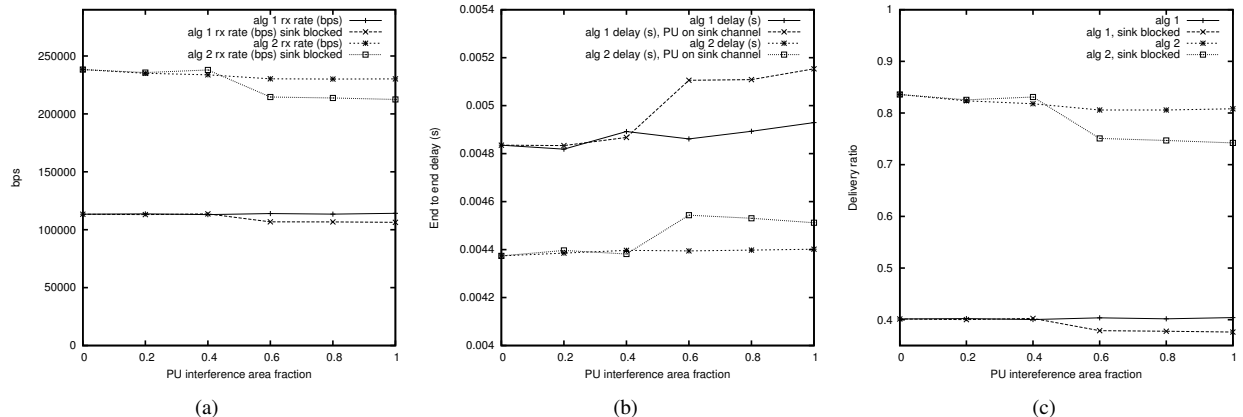 alg 1 rx rate (bps)
alg 1 rx rate (bps) sink blocked
alg 2 rx rate (bps)
alg 2 rx rate (bps) sink blocked
250000
200000
150000
100000
50000
0
bps
0 0.2 0.4 0.6 0.8 1
PU interference area fraction
(a)
alg 1 delay (s)
alg 1 delay (s), PU on sink channel
alg 2 delay (s)
alg 2 delay (s), PU on sink channel
0.0054
0.0052
0.005
0.0048
0.0046
0.0044
0.0042
0.004
End to end delay (s)
0 0.2 0.4 0.6 0.8 1
PU interference area fraction
(b)
alg 1
alg 1, sink blocked
alg 2
alg 2, sink blocked
1
0.9
0.8
0.7
0.6
0.5
0.4
Delivery ratio
0 0.2 0.4 0.6 0.8 1
PU intereference area fraction
(c)